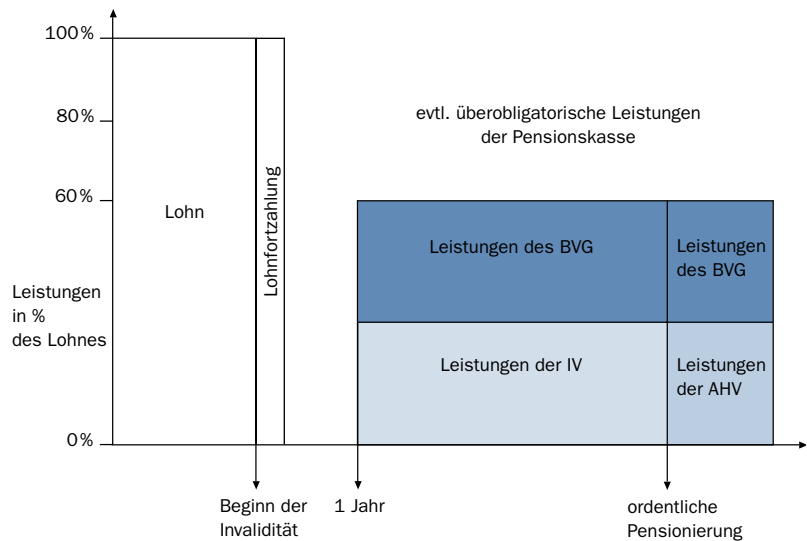 100%
80%
60%
0%
Leistungen
in %
des Lohnes
Lohn
Lohnfortzahlung
evtl. überobligatorische Leistungen
der Pensionskasse
Leistungen des BVG
Leistungen
des BVG
Leistungen der IV
Leistungen
der AHV
Beginn der
Invalidität
1 Jahr
ordentliche
Pensionierung